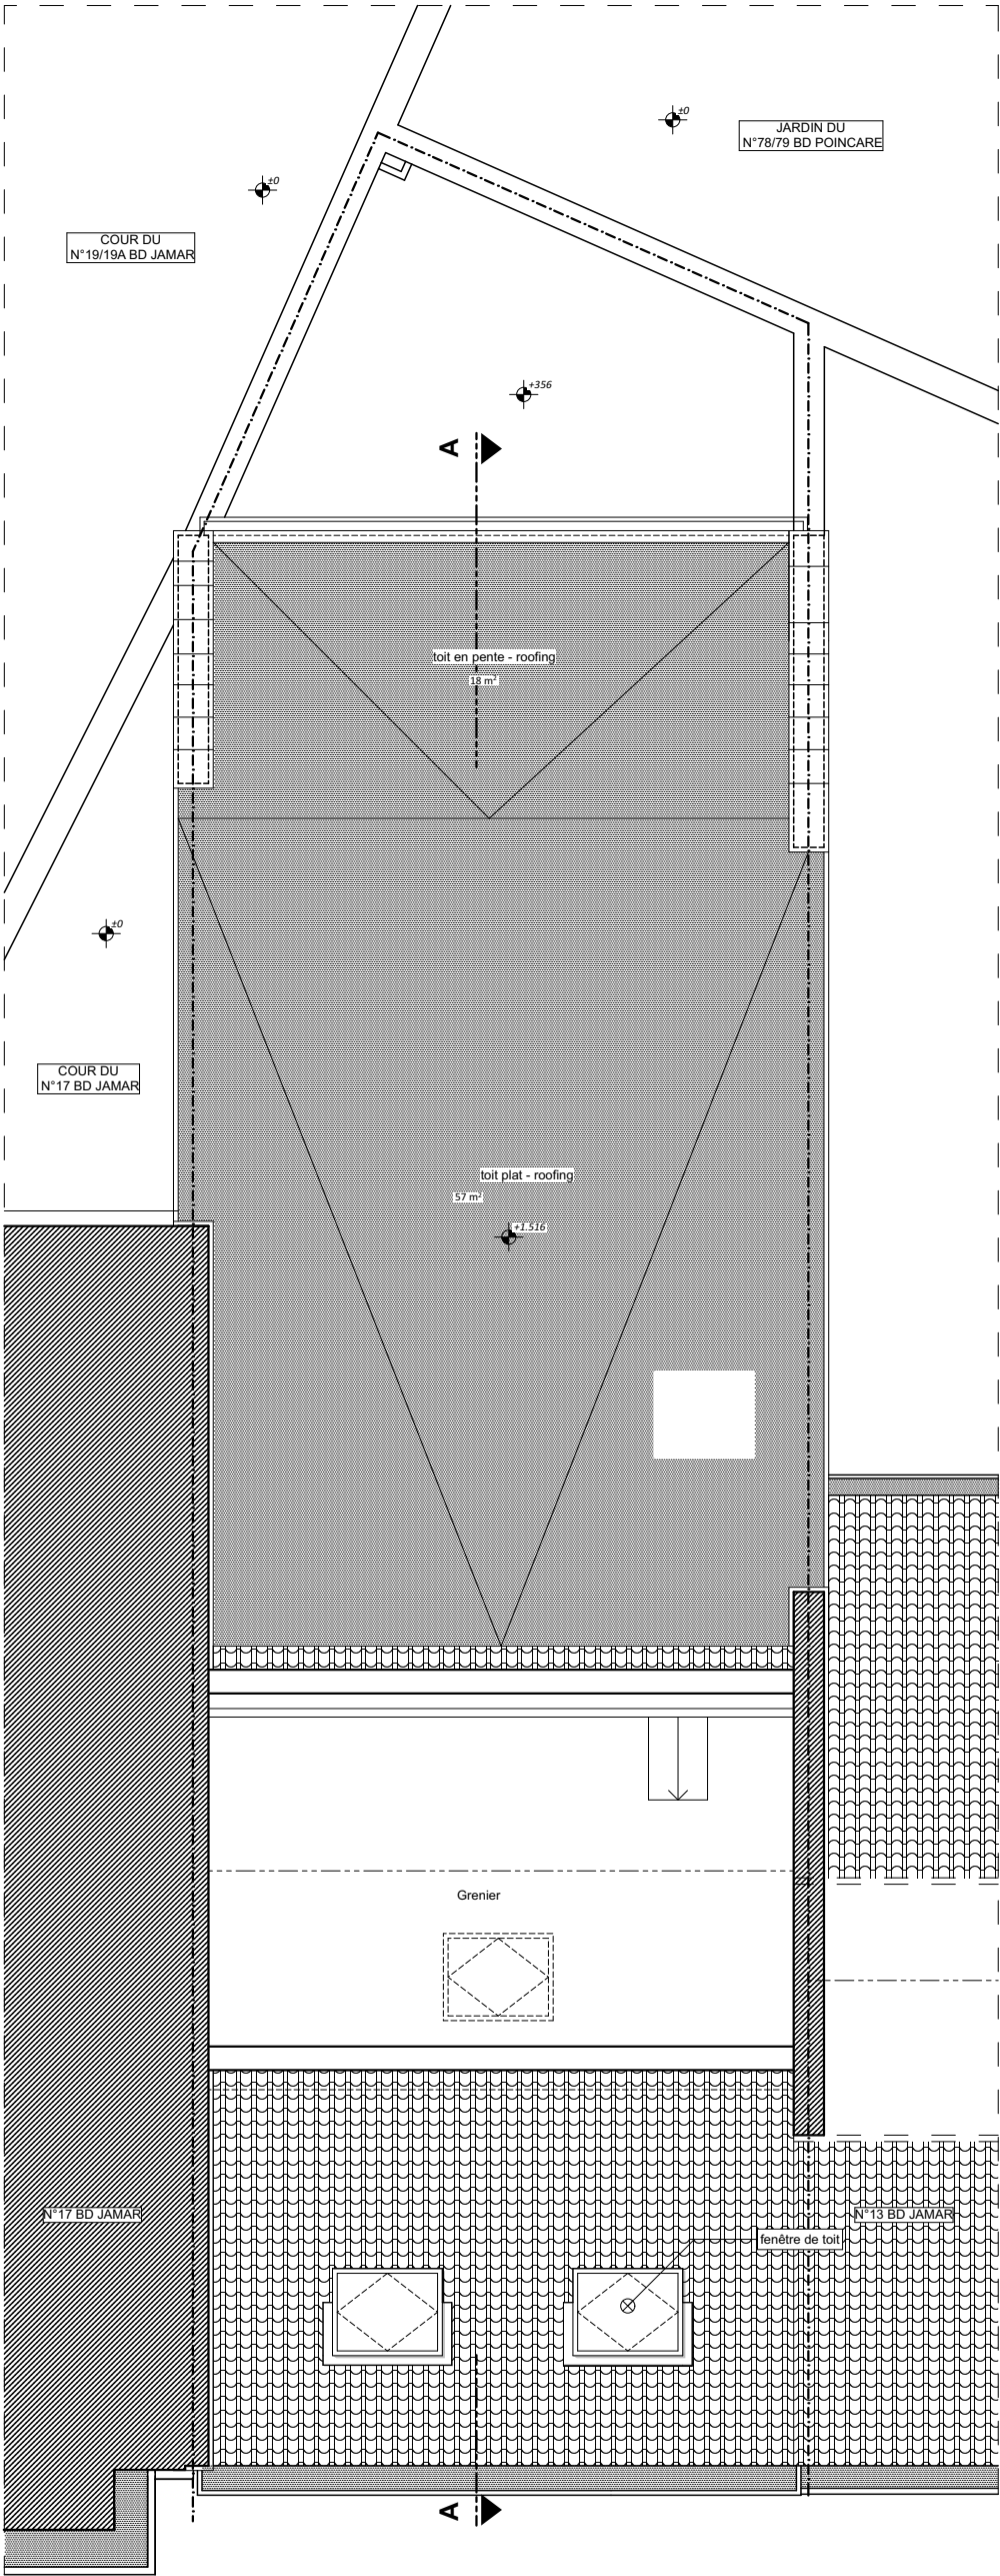 ±0
JARDIN DU
N°78/79 BD POINCARE
±0
COUR DU
N°19/19A BD JAMAR
+356
A
toit en pente - roofing
18 m²
±0
COUR DU
N°17 BD JAMAR
toit plat - roofing
57 m²
+1.516
Grenier
N°17 BD JAMAR
N°13 BD JAMAR
fenêtre de toit
A